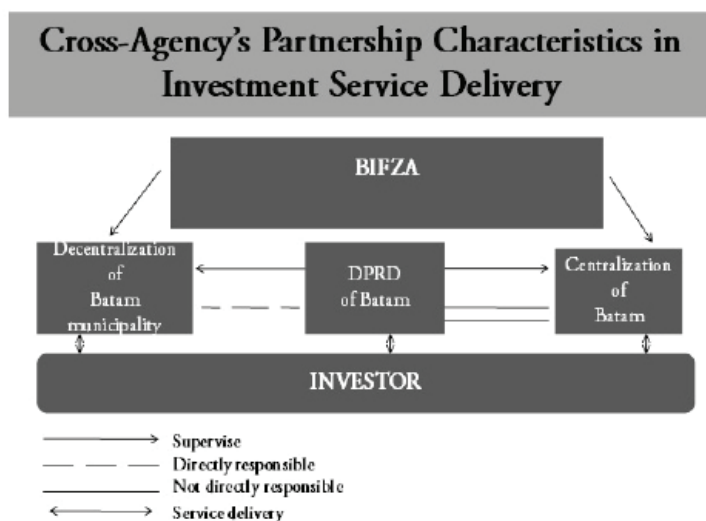 Cross-Agency's Partnership Characteristics in
Investment Service Delivery
BIFZA
Decentralization
of
Batam
municipality
DPRD
of Batam
Centralization
of
Batam
INVESTOR
Supervise
Directly responsible
Not directly responsible
Service delivery